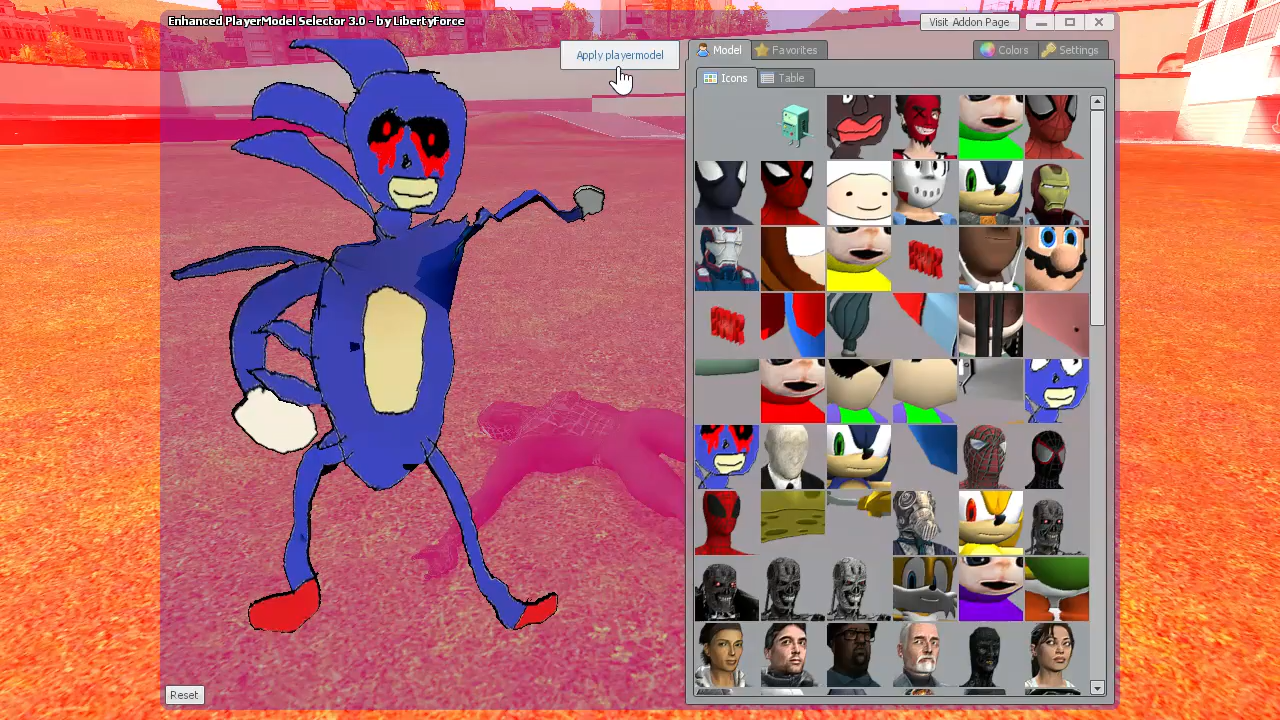 Enhanced PlayerModel Selector 3.0 - by LibertyForce
Visit Addon Page
Apply playermodel
Model
Favorites
Colors
Settings
Icons
Table
Reset